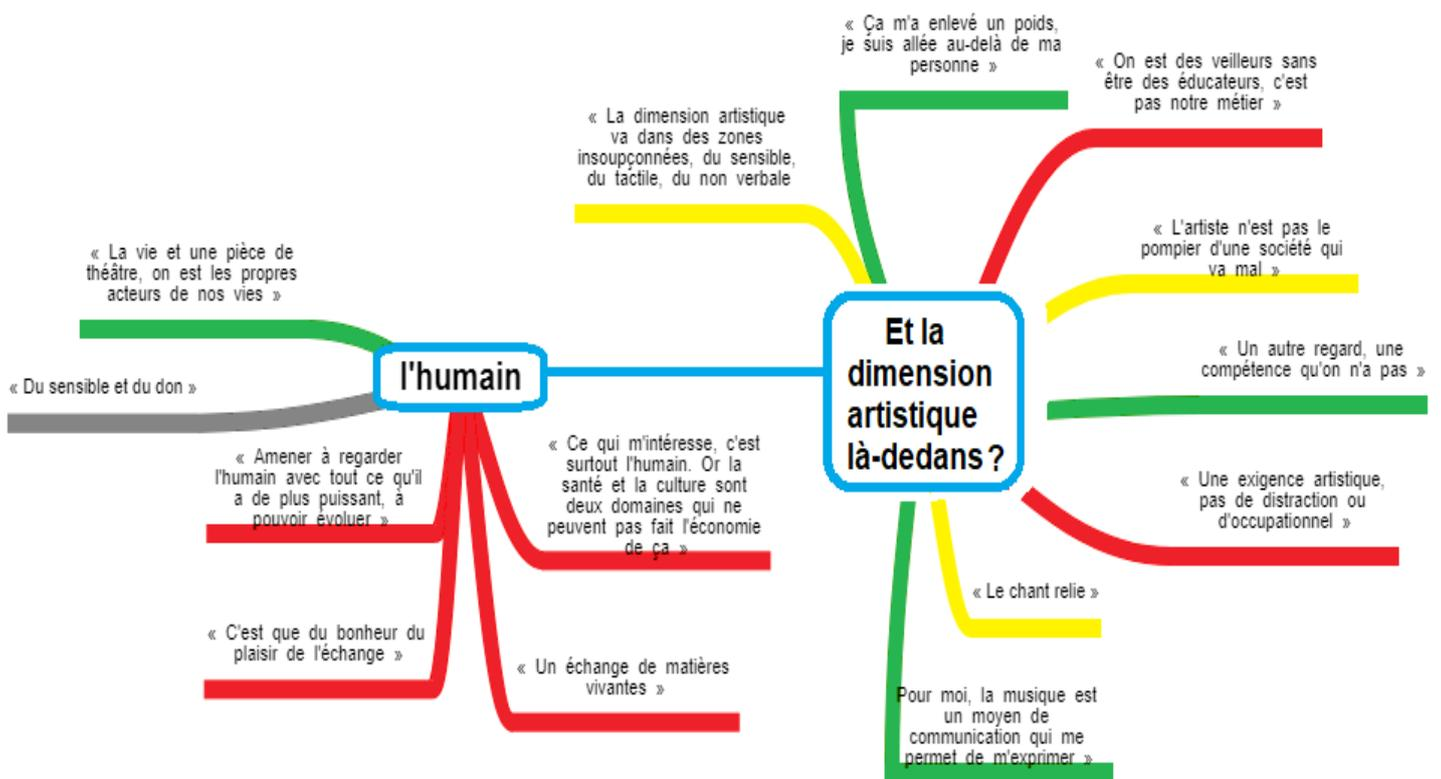 « Ça m'a enlevé un poids,
je suis allée au-delà de ma
personne »
« On est des veilleurs sans
être des éducateurs, c'est
pas notre métier »
« La dimension artistique
va dans des zones
insoupçonnées, du sensible,
du tactile, du non verbale
« L'artiste n'est pas le
pompier d'une société qui
va mal »
« La vie et une pièce de
théâtre, on est les propres
acteurs de nos vies »
Et la
dimension
artistique
là-dedans ?
« Un autre regard, une
compétence qu'on n'a pas »
l'humain
« Du sensible et du don »
« Amener à regarder
l'humain avec tout ce qu'il
a de plus puissant, à
pouvoir évoluer »
« Ce qui m'intéresse, c'est
surtout l'humain. Or la
santé et la culture sont
deux domaines qui ne
peuvent pas fait l'économie
de ça »
« Une exigence artistique,
pas de distraction ou
d'occupationnel »
« Le chant relie »
« C'est que du bonheur du
plaisir de l'échange »
« Un échange de matières
vivantes »
Pour moi, la musique est
un moyen de
communication qui me
permet de m'exprimer »